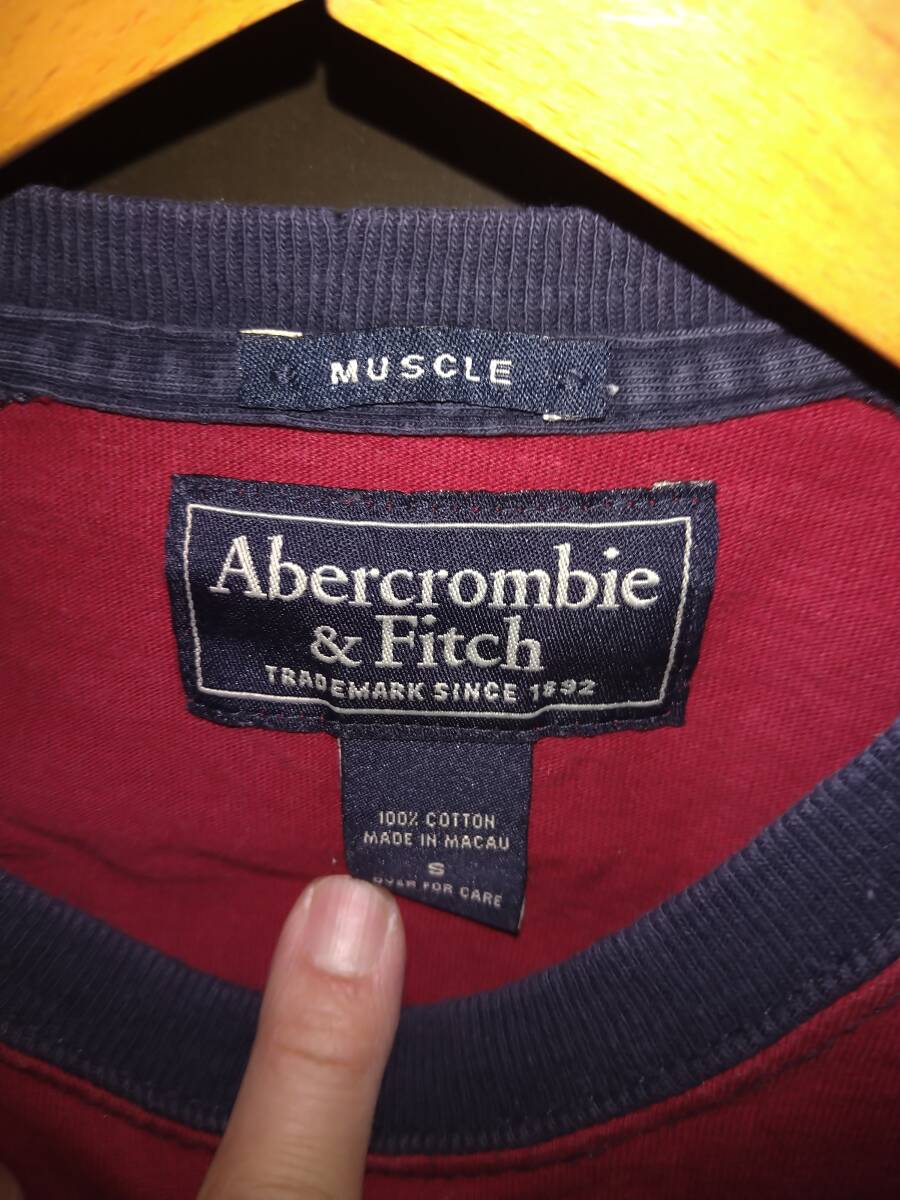 MUSCLE
Abercrombie
& Fitch
TRADEMARK SINCE 1892
100% COTTON
MADE IN MACAU
S
OVER FOR CARE